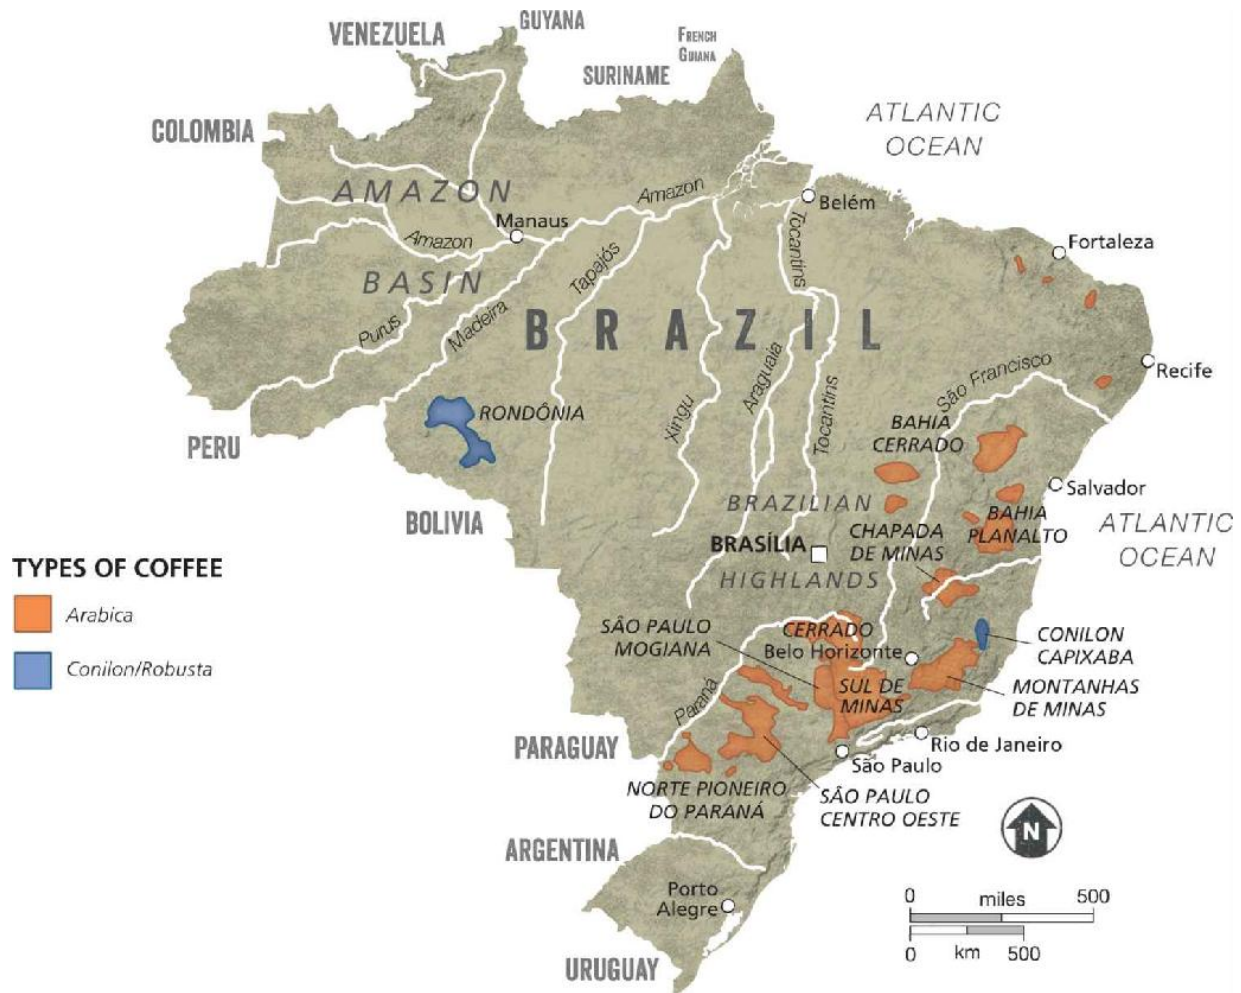 GUYANA
VENEZUELA
FRENCH
GUIANA
SURINAME
ATLANTIC
OCEAN
COLOMBIA
AMAZON
Amazon
Belém
Manaus
Amazon
Tocantins
Fortaleza
Tapajós
BASIN
Purus
Madeira
BRAZIL
Xingu
Araguaia
Tocantins
São Francisco
Recife
RONDÔNIA
PERU
BAHIA
CERRADO
Salvador
BRAZILIAN
BOLIVIA
BAHIA
PLANALTO
CHAPADA
DE MINAS
ATLANTIC
OCEAN
BRASÍLIA
HIGHLANDS
TYPES OF COFFEE
Arabica
Conilon/Robusta
SÂO PAULO
MOGIANA
CERRADO
Belo Horizonte
CONILON
CAPIXABA
SUL DE
MINAS
MONTANHAS
DE MINAS
Paraná
PARAGUAY
Rio de Janeiro
São Paulo
NORTE PIONEIRO
DO PARANÁ
SÂO PAULO
CENTRO OESTE
N
ARGENTINA
Porto
Alegre
0 miles 500
0 km 500
URUGUAY